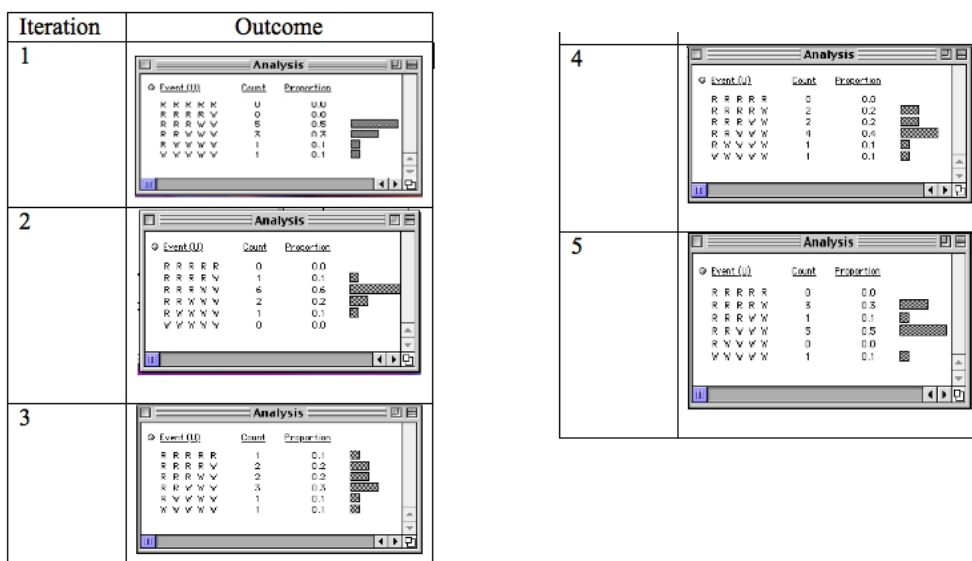 Iteration Outcome
1
Analysis
Event (U) Count Proportion
R R R R R 0 0.0
R R R R W 0 0.0
R R R W W 5 0.5
R R W W W 3 0.3
R W W W W 1 0.1
W W W W W 1 0.1
2
Analysis
Event (U) Count Proportion
R R R R R 0 0.0
R R R R W 1 0.1
R R R W W 6 0.6
R R W W W 2 0.2
R W W W W 1 0.1
W W W W W 0 0.0
3
Analysis
Event (U) Count Proportion
R R R R R 1 0.1
R R R R W 2 0.2
R R R W W 2 0.2
R R W W W 3 0.3
R W W W W 1 0.1
W W W W W 1 0.1
4
Analysis
Event (U) Count Proportion
R R R R R 0 0.0
R R R R W 2 0.2
R R R W W 2 0.2
R R W W W 4 0.4
R W W W W 1 0.1
W W W W W 1 0.1
5
Analysis
Event (U) Count Proportion
R R R R R 0 0.0
R R R R W 3 0.3
R R R W W 1 0.1
R R W W W 5 0.5
R W W W W 0 0.0
W W W W W 1 0.1